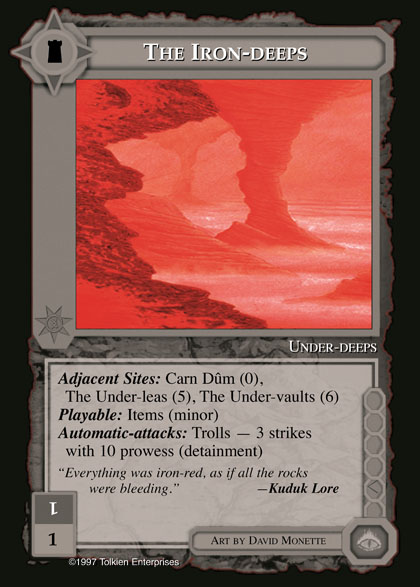 The Iron-deeps
Under-deeps
Adjacent Sites: Carn Dûm (0),
The Under-leas (5), The Under-vaults (6)
Playable: Items (minor)
Automatic-attacks: Trolls — 3 strikes
with 10 prowess (detainment)
“Everything was iron-red, as if all the rocks
were bleeding.” —Kuduk Lore
1
1
Art by David Monette
©1997 Tolkien Enterprises